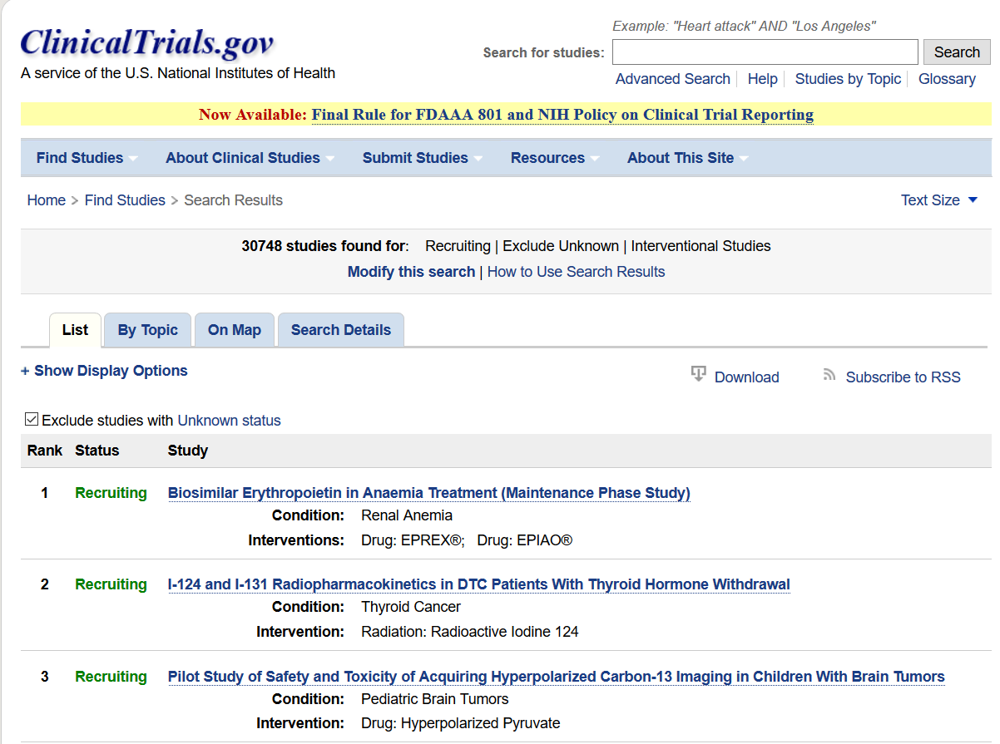 Example: "Heart attack" AND "Los Angeles"
ClinicalTrials.gov
Search for studies: Search
A service of the U.S. National Institutes of Health
Advanced Search Help Studies by Topic Glossary
Now Available: Final Rule for FDAAA 801 and NIH Policy on Clinical Trial Reporting
Find Studies About Clinical Studies Submit Studies Resources About This Site
Home > Find Studies > Search Results Text Size
30748 studies found for: Recruiting | Exclude Unknown | Interventional Studies
Modify this search | How to Use Search Results
List By Topic On Map Search Details
+ Show Display Options
Download Subscribe to RSS
Exclude studies with Unknown status
Rank Status Study
1 Recruiting Biosimilar Erythropoietin in Anaemia Treatment (Maintenance Phase Study)
Condition: Renal Anemia
Interventions: Drug: EPREX®; Drug: EPIAO®
2 Recruiting I-124 and I-131 Radiopharmacokinetics in DTC Patients With Thyroid Hormone Withdrawal
Condition: Thyroid Cancer
Intervention: Radiation: Radioactive Iodine 124
3 Recruiting Pilot Study of Safety and Toxicity of Acquiring Hyperpolarized Carbon-13 Imaging in Children With Brain Tumors
Condition: Pediatric Brain Tumors
Intervention: Drug: Hyperpolarized Pyruvate